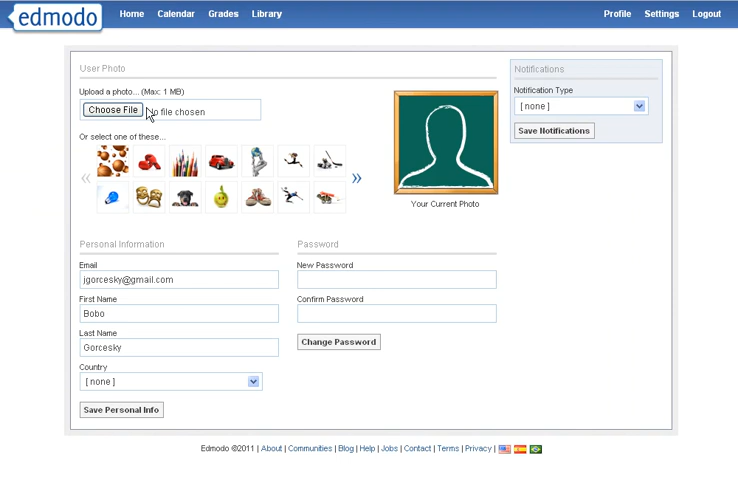 edmodo Home Calendar Grades Library Profile Settings Logout
User Photo
Upload a photo... (Max: 1 MB)
Choose File No file chosen
Or select one of these...
« »
Your Current Photo
Notifications
Notification Type
[ none ]
Save Notifications
Personal Information
Email
jgorcesky@gmail.com
First Name
Bobo
Last Name
Gorcesky
Country
[ none ]
Save Personal Info
Password
New Password
Confirm Password
Change Password
Edmodo ©2011 | About | Communities | Blog | Help | Jobs | Contact | Terms | Privacy |